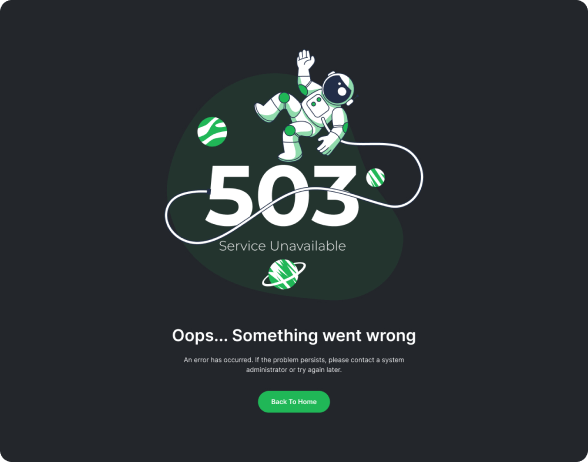 503
Service Unavailable
Oops... Something went wrong
An error has occurred. If the problem persists, please contact a system
administrator or try again later.
Back To Home